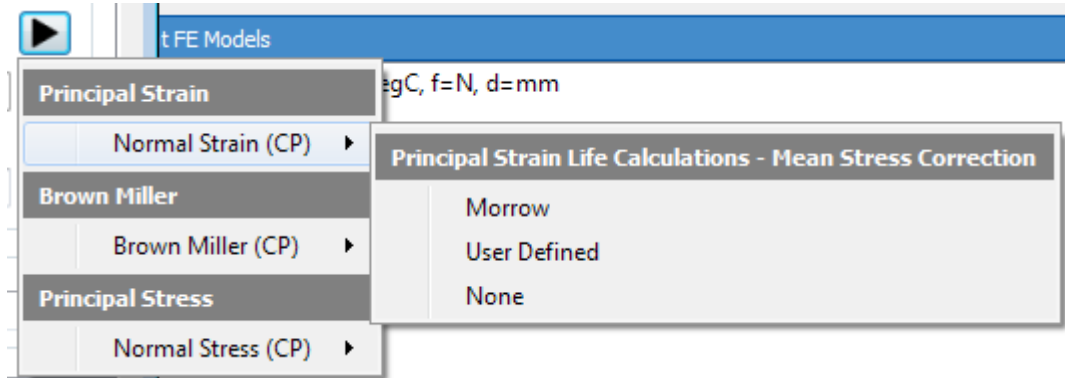 t FE Models
egC, f=N, d=mm
Principal Strain
Normal Strain (CP)
Brown Miller
Brown Miller (CP)
Principal Stress
Normal Stress (CP)
Principal Strain Life Calculations - Mean Stress Correction
Morrow
User Defined
None